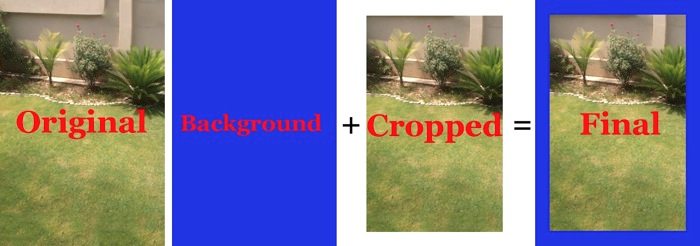 Original
Background + Cropped = Final